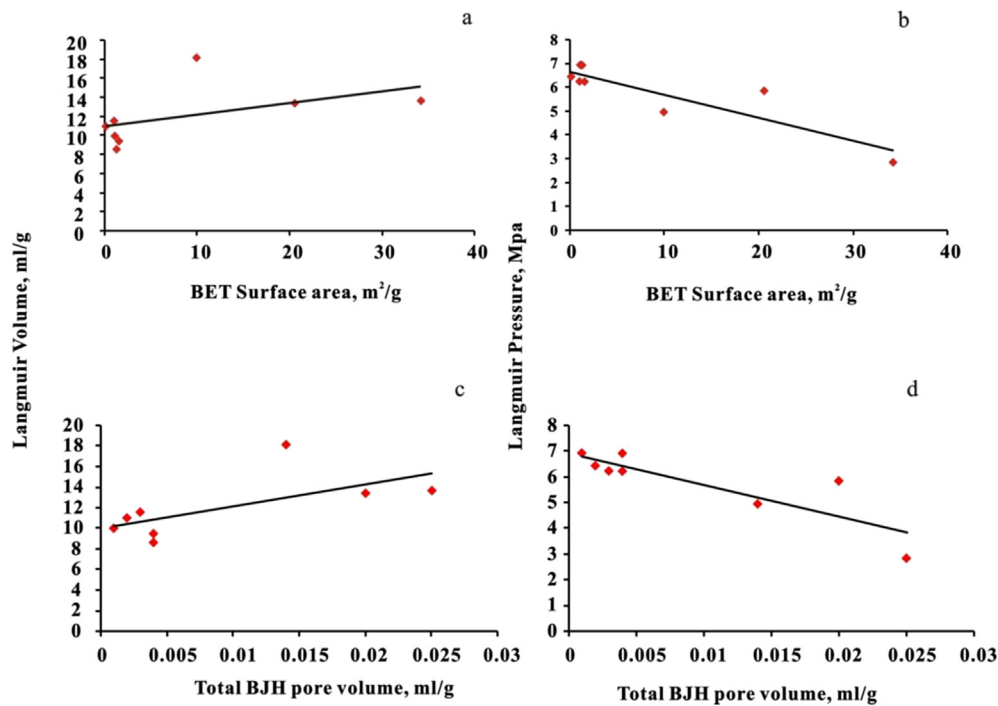 a
20
18
16
14
12
10
8
6
4
2
0
0 10 20 30 40
BET Surface area, m²/g
b
8
7
6
5
4
3
2
1
0
0 10 20 30 40
BET Surface area, m²/g
Langmuir Volume, ml/g
Langmuir Pressure, Mpa
c
20
18
16
14
12
10
8
6
4
2
0
0 0.005 0.01 0.015 0.02 0.025 0.03
Total BJH pore volume, ml/g
d
8
7
6
5
4
3
2
1
0
0 0.005 0.01 0.015 0.02 0.025 0.03
Total BJH pore volume, ml/g